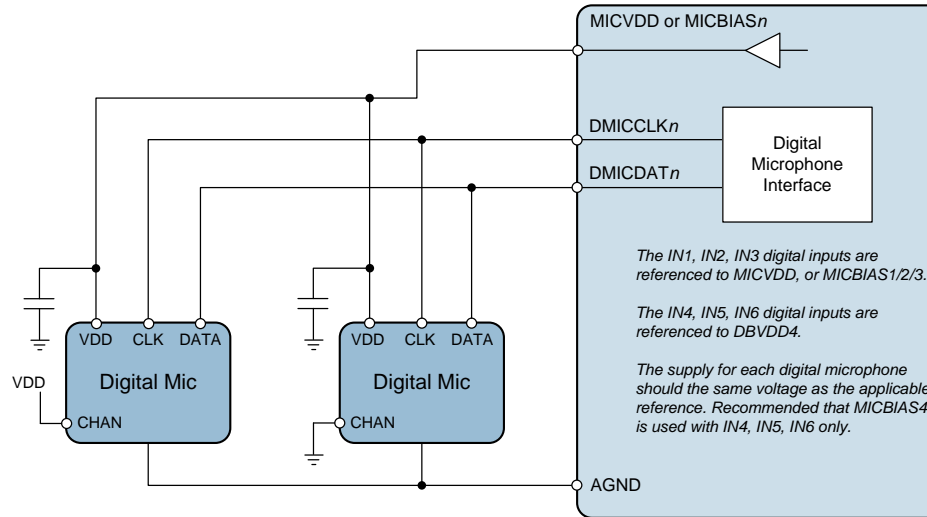 MICVDD or MICBIASn
DMICCLKn
DMICDATn
Digital
Microphone
Interface
The IN1, IN2, IN3 digital inputs are
referenced to MICVDD, or MICBIAS1/2/3.
The IN4, IN5, IN6 digital inputs are
referenced to DBVDD4.
The supply for each digital microphone
should the same voltage as the applicable
reference. Recommended that MICBIAS4
is used with IN4, IN5, IN6 only.
VDD CLK DATA
Digital Mic
VDD
CHAN
VDD CLK DATA
Digital Mic
CHAN
AGND